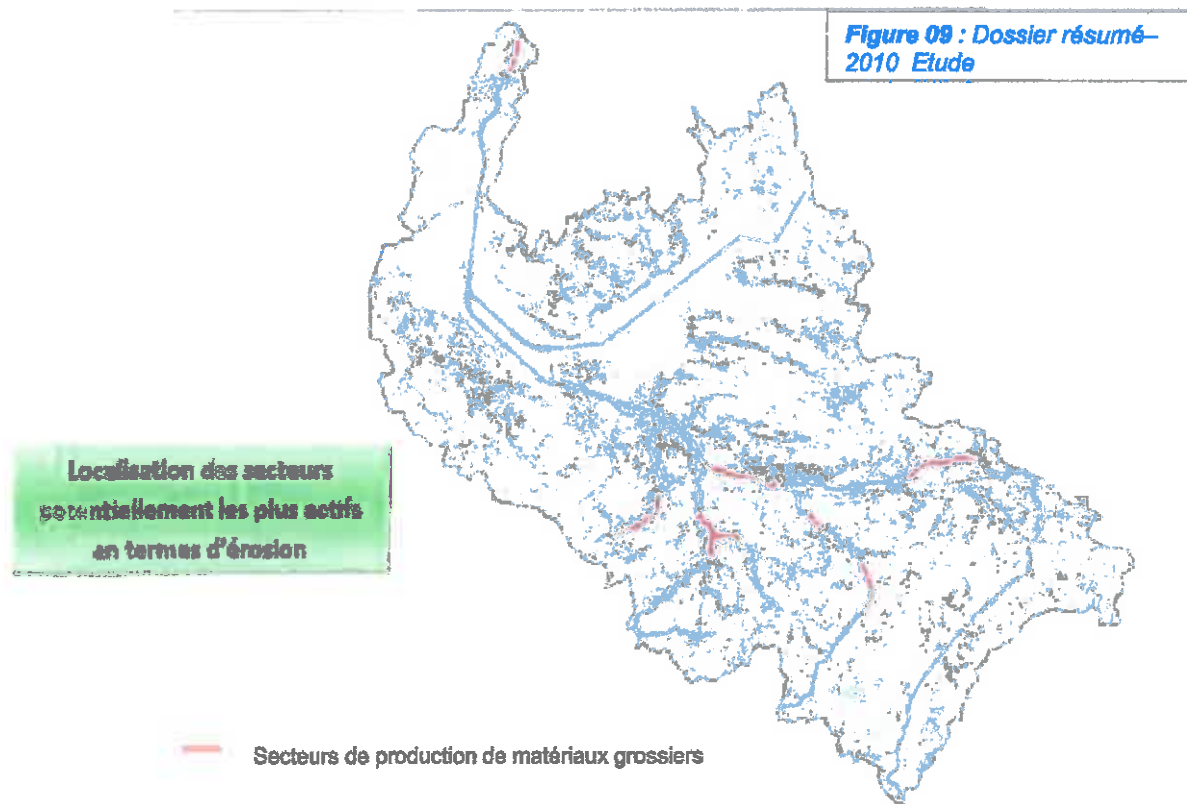 Figure 09 : Dossier résumé–
2010 Etude
Localisation des secteurs
potentiellement les plus actifs
en termes d'érosion
Secteurs de production de matériaux grossiers